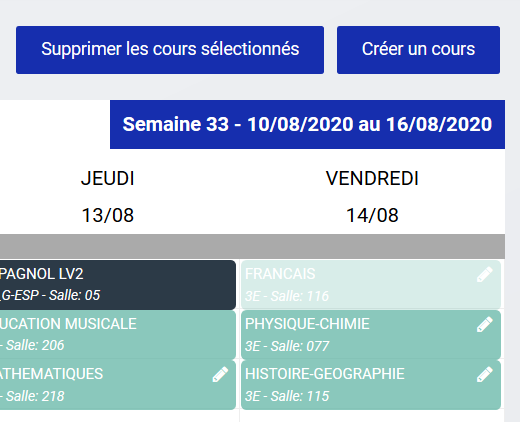 Supprimer les cours sélectionnés
Créer un cours
Semaine 33 - 10/08/2020 au 16/08/2020
JEUDI
VENDREDI
13/08
14/08
PAGNOL LV2
_G-ESP - Salle: 05
UCATION MUSICALE
- Salle: 206
ATHEMATIQUES
- Salle: 218
FRANCAIS
3E - Salle: 116
PHYSIQUE-CHIMIE
3E - Salle: 077
HISTOIRE-GEOGRAPHIE
3E - Salle: 115